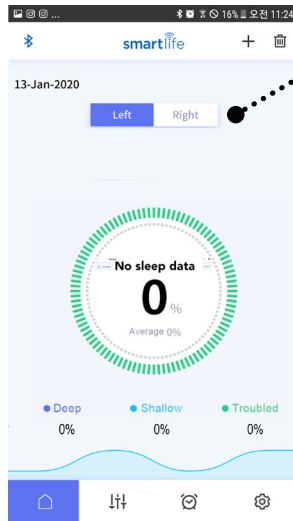 ... 16% 오전 11:24
smartlife
13-Jan-2020
Left Right
No sleep data
0 %
Average 0%
Deep Shallow Troubled
0% 0% 0%